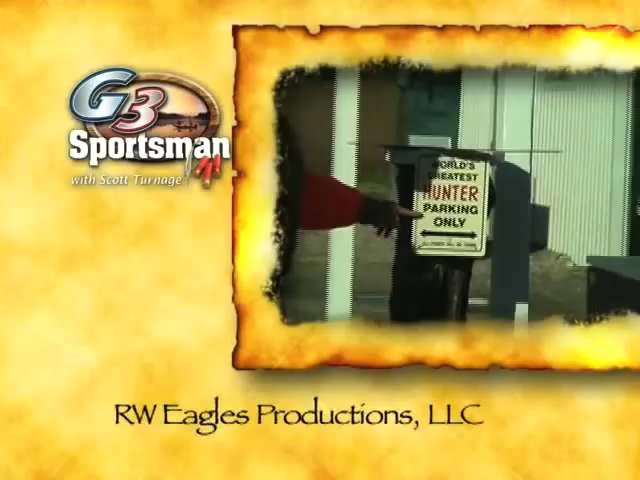 G3
Sportsman
with Scott Turnage
WORLD'S
GREATEST
HUNTER
PARKING
ONLY
RW Eagles Productions, LLC